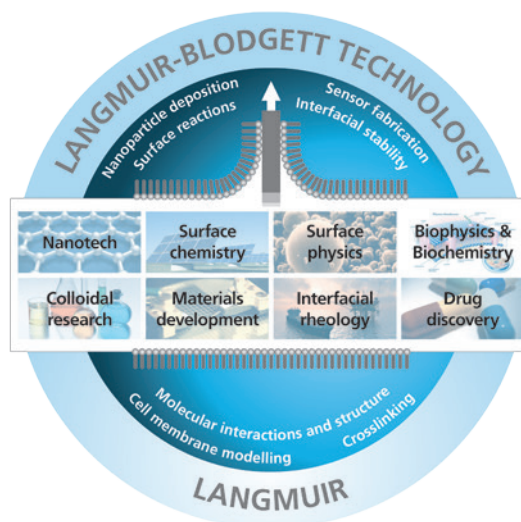 LANGMUIR-BLODGETT TECHNOLOGY
Nanoparticle deposition
Surface reactions
Sensor fabrication
Interfacial stability
Nanotech
Surface
chemistry
Surface
physics
Biophysics &
Biochemistry
Colloidal
research
Materials
development
Interfacial
rheology
Drug
discovery
Molecular interactions and structure
Cell membrane modelling
Crosslinking
LANGMUIR